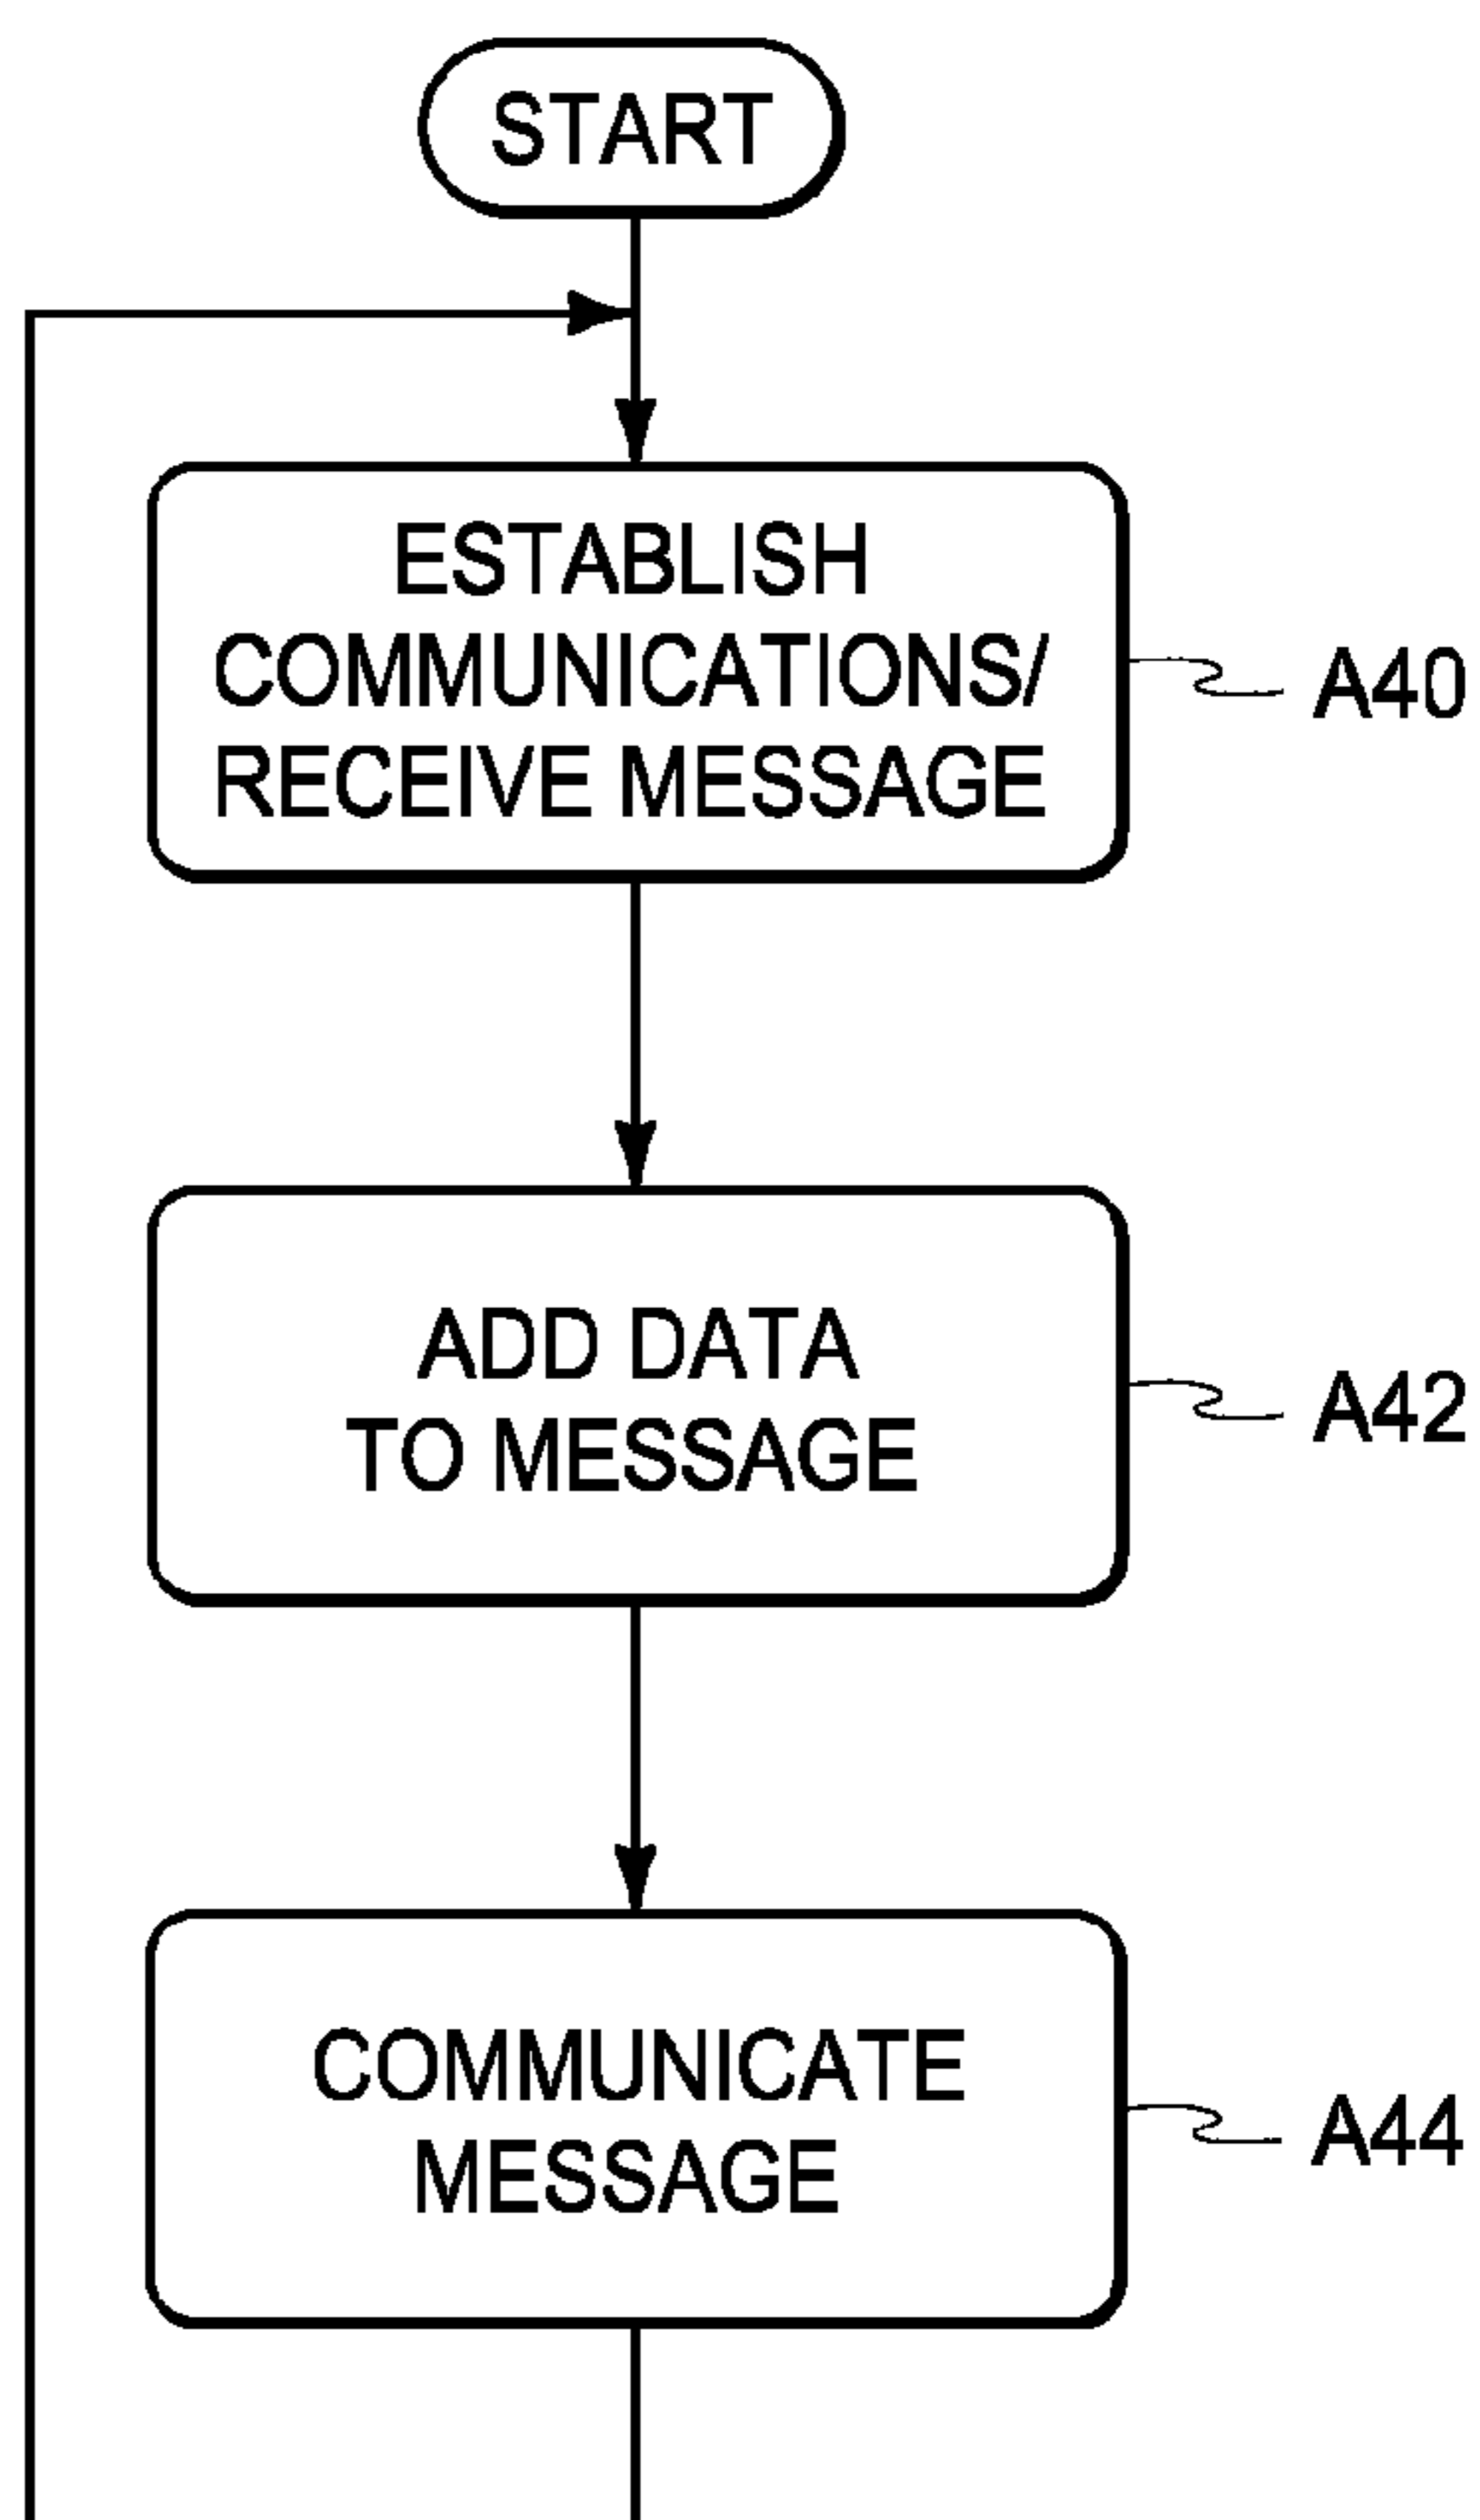 START
ESTABLISH
COMMUNICATIONS/
RECEIVE MESSAGE
A40
ADD DATA
TO MESSAGE
A42
COMMUNICATE
MESSAGE
A44